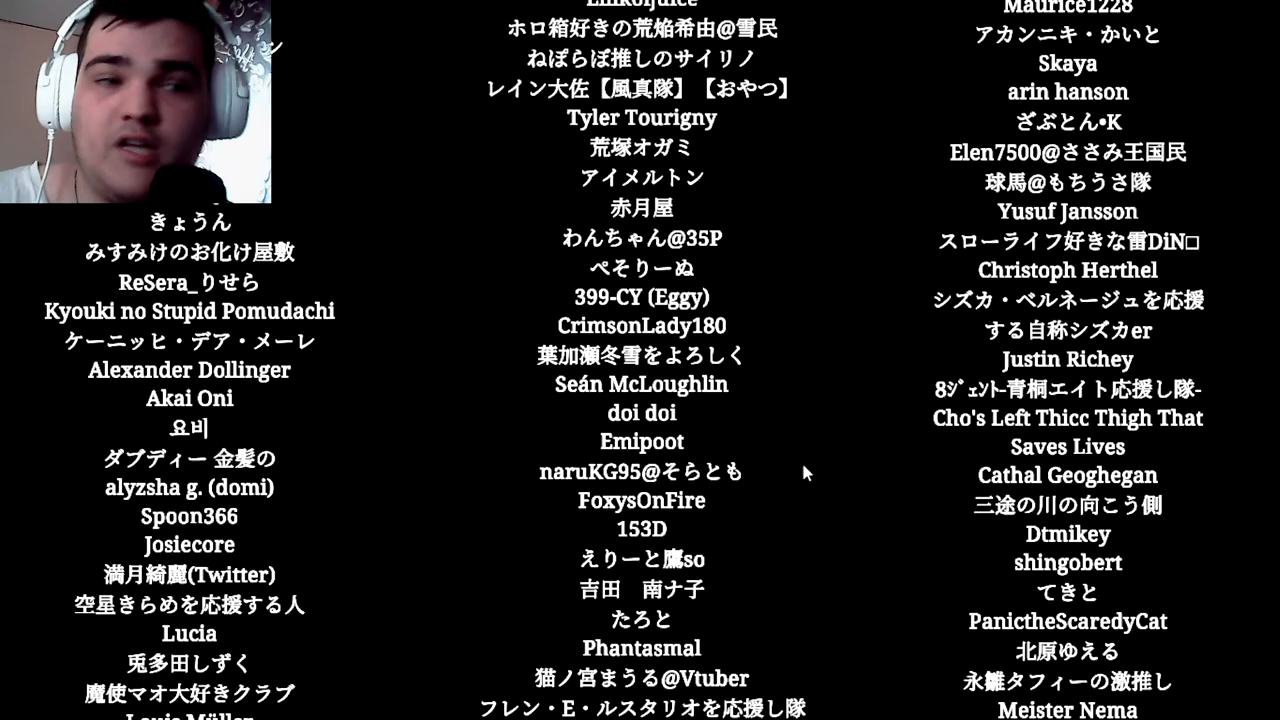 きょうん
みすみけのお化け屋敷
ReSera_りせら
Kyouki no Stupid Pomudachi
ケーニッヒ・デア・メーレ
Alexander Dollinger
Akai Oni
요비
ダブディー 金髪の
alyzsha g. (domi)
Spoon366
Josiecore
満月綺麗(Twitter)
空星きらめを応援する人
Lucia
兎多田しずく
魔使マオ大好きクラブ
Louis Müller
ホロ箱好きの荒焔希由@雪民
ねぽらぼ推しのサイリノ
レイン大佐【風真隊】【おやつ】
Tyler Tourigny
荒塚オガミ
アイメルトン
赤月屋
わんちゃん@35P
ぺそりーぬ
399-CY (Eggy)
CrimsonLady180
葉加瀬冬雪をよろしく
Seán McLoughlin
doi doi
Emipoot
naruKG95@そらとも
FoxysOnFire
153D
えりーと鷹so
吉田　南ナ子
たろと
Phantasmal
猫ノ宮まうる@Vtuber
フレン・E・ルスタリオを応援し隊
Maurice1228
アカンニキ・かいと
Skaya
arin hanson
ざぶとん•K
Elen7500@ささみ王国民
球馬@もちうさ隊
Yusuf Jansson
スローライフ好きな雷DiN□
Christoph Herthel
シズカ・ベルネージュを応援
する自称シズカer
Justin Richey
8ｼﾞｪﾝﾄ-青桐エイト応援し隊-
Cho's Left Thicc Thigh That
Saves Lives
Cathal Geoghegan
三途の川の向こう側
Dtmikey
shingobert
てきと
PanictheScaredyCat
北原ゆえる
永雛タフィーの激推し
Meister Nema